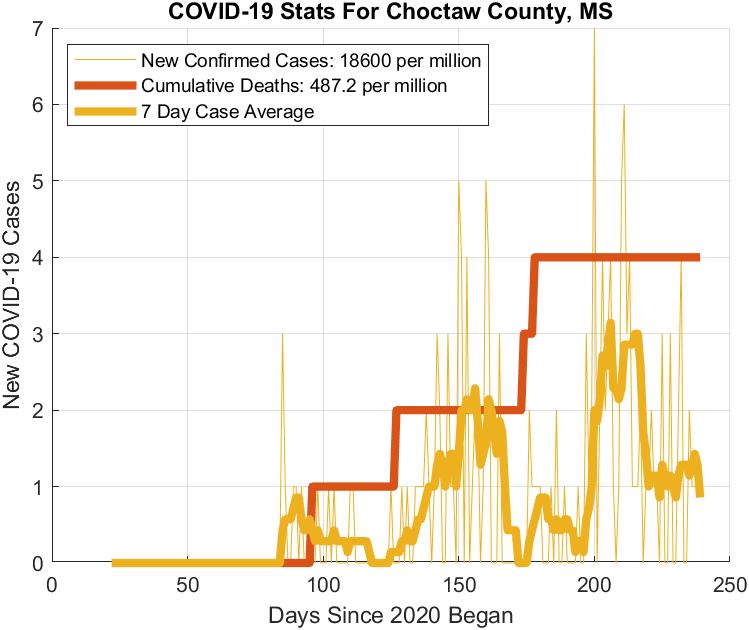 COVID-19 Stats For Choctaw County, MS
New Confirmed Cases: 18600 per million
Cumulative Deaths: 487.2 per million
7 Day Case Average
New COVID-19 Cases
7
6
5
4
3
2
1
0
0 50 100 150 200 250
Days Since 2020 Began